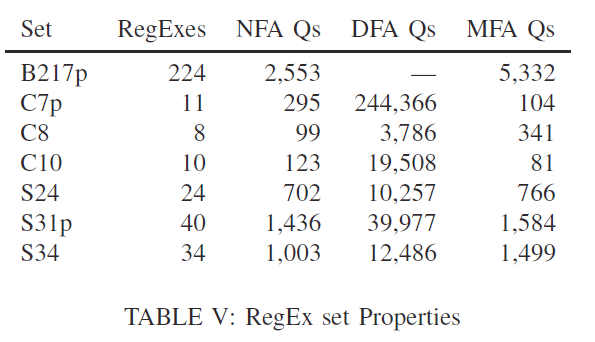 Set RegExes NFA Qs DFA Qs MFA Qs
B217p 224 2,553 — 5,332
C7p 11 295 244,366 104
C8 8 99 3,786 341
C10 10 123 19,508 81
S24 24 702 10,257 766
S31p 40 1,436 39,977 1,584
S34 34 1,003 12,486 1,499
TABLE V: RegEx set Properties